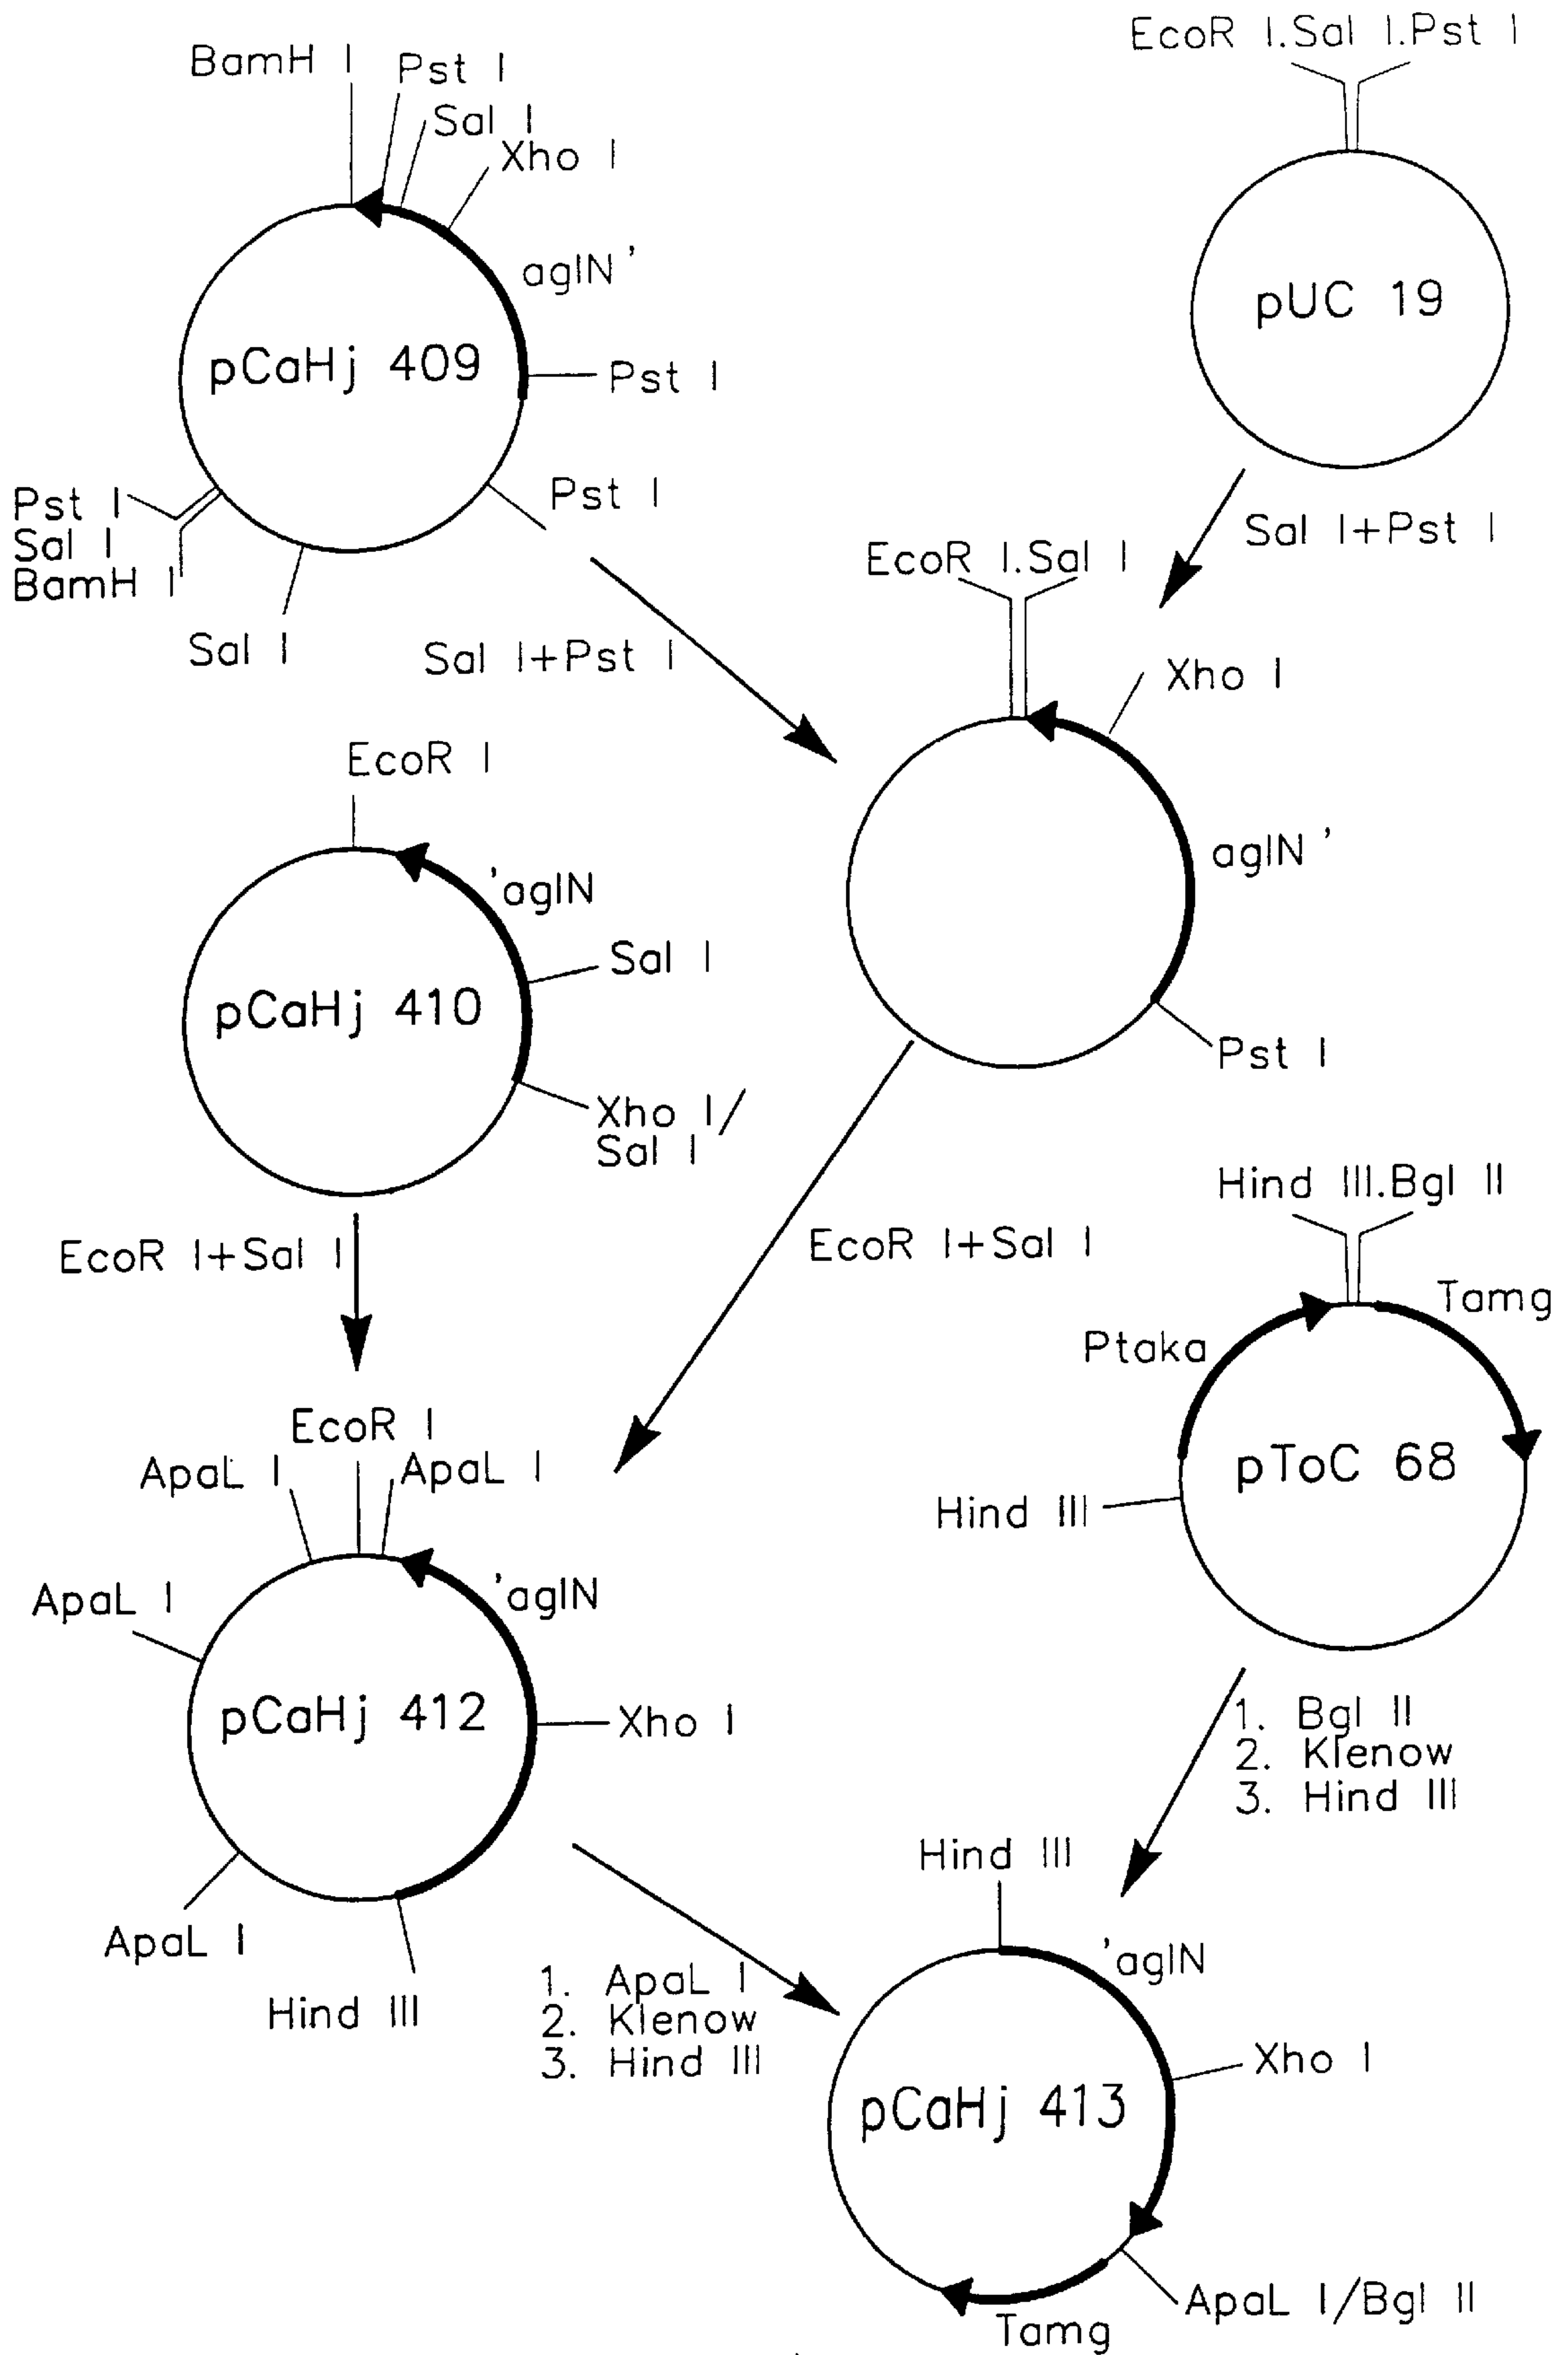 EcoR I.Sal I.Pst I
BamH I
Pst I
Sal I
Xho I
aglN'
pCaHj 409
Pst I
pUC 19
Pst I
Pst I
Sal I
BamH I
Sal I
Sal I+Pst I
Sal I+Pst I
EcoR I.Sal I
Xho I
aglN'
Pst I
EcoR I
'aglN
Sal I
pCaHj 410
Xho I/
Sal I
EcoR I+Sal I
EcoR I+Sal I
Hind III.Bgl II
Tamg
Ptaka
pToC 68
Hind III
EcoR I
ApaL I
ApaL I
ApaL I
'aglN
pCaHj 412
Xho I
ApaL I
Hind III
1. Bgl II
2. Klenow
3. Hind III
1. ApaL I
2. Klenow
3. Hind III
Hind III
'aglN
Xho I
pCaHj 413
ApaL I/Bgl II
Tamg